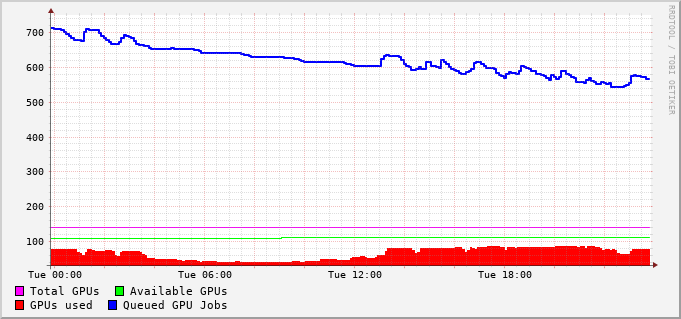 700
600
500
400
300
200
100
Tue 00:00 Tue 06:00 Tue 12:00 Tue 18:00
Total GPUs Available GPUs
GPUs used Queued GPU Jobs
RRDTOOL / TOBI OETIKER